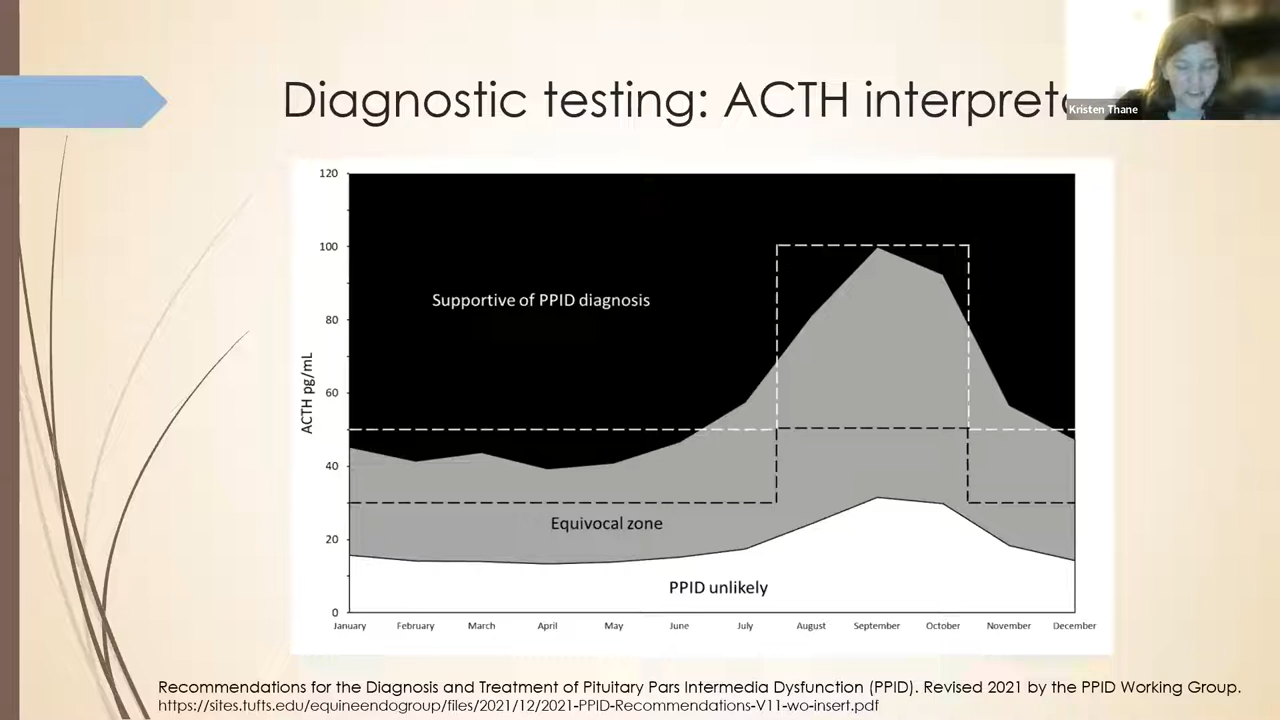 Diagnostic testing: ACTH
Kristen Thane
120
100
80
60
40
20
0
ACTH pg/mL
Supportive of PPID diagnosis
Equivocal zone
PPID unlikely
January February March April May June July August September October November December
Recommendations for the Diagnosis and Treatment of Pituitary Pars Intermedia Dysfunction (PPID). Revised 2021 by the PPID Working Group.
https://sites.tufts.edu/equineendogroup/files/2021/12/2021-PPID-Recommendations-V11-wo-insert.pdf